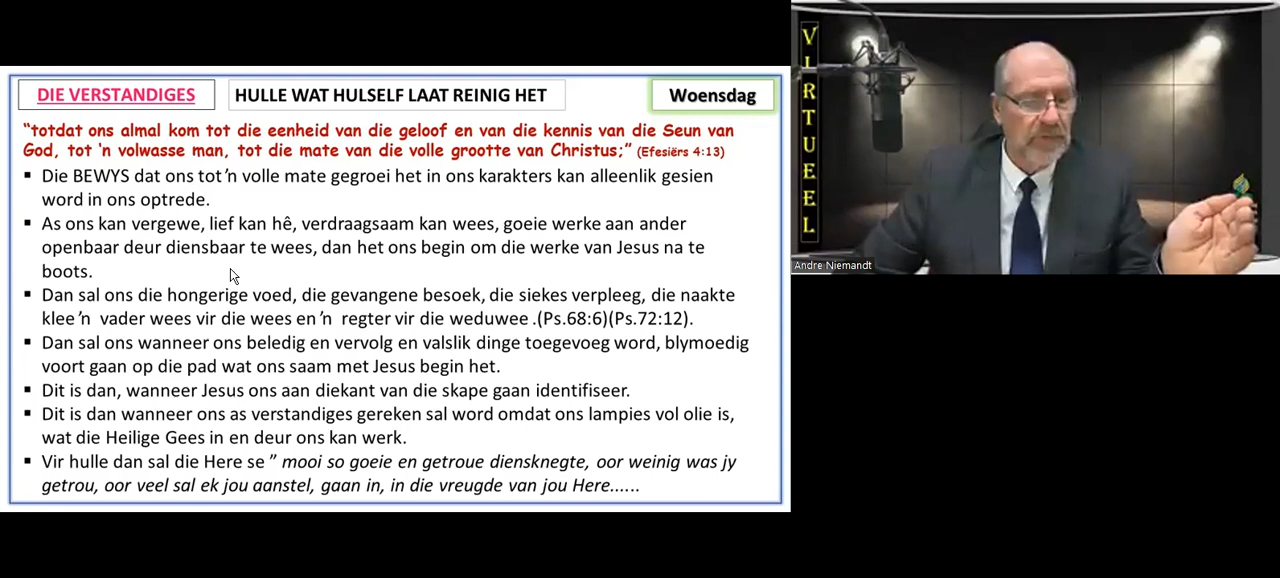 DIE VERSTANDIGES
HULLE WAT HULSELF LAAT REINIG HET
Woensdag
“totdat ons almal kom tot die eenheid van die geloof en van die kennis van die Seun van
God, tot ‘n volwasse man, tot die mate van die volle grootte van Christus;” (Efesiërs 4:13)
▪ Die BEWYS dat ons tot ’n volle mate gegroei het in ons karakters kan alleenlik gesien
word in ons optrede.
▪ As ons kan vergewe, lief kan hê, verdraagsaam kan wees, goeie werke aan ander
openbaar deur diensbaar te wees, dan het ons begin om die werke van Jesus na te
boots.
▪ Dan sal ons die hongerige voed, die gevangene besoek, die siekes verpleeg, die naakte
klee ’n vader wees vir die wees en ’n regter vir die weduwee .(Ps.68:6)(Ps.72:12).
▪ Dan sal ons wanneer ons beledig en vervolg en valslik dinge toegevoeg word, blymoedig
voort gaan op die pad wat ons saam met Jesus begin het.
▪ Dit is dan, wanneer Jesus ons aan diekant van die skape gaan identifiseer.
▪ Dit is dan wanneer ons as verstandiges gereken sal word omdat ons lampies vol olie is,
wat die Heilige Gees in en deur ons kan werk.
▪ Vir hulle dan sal die Here se ” mooi so goeie en getroue diensknegte, oor weinig was jy
getrou, oor veel sal ek jou aanstel, gaan in, in die vreugde van jou Here......
VIRTUEEL
Andre Niemandt